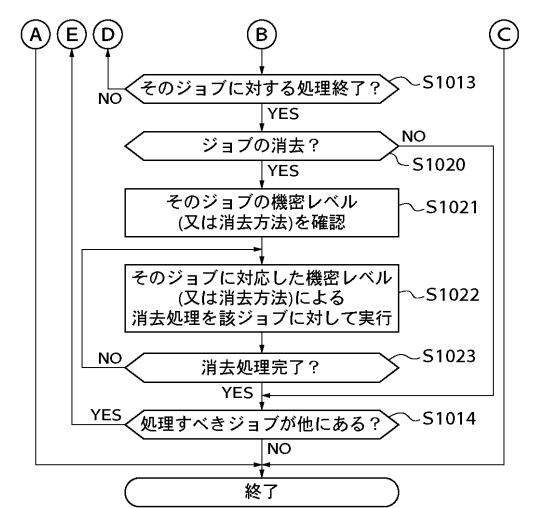 A E D B C
そのジョブに対する処理終了？ S1013
NO
YES
ジョブの消去？ NO
S1020
YES
そのジョブの機密レベル
(又は消去方法)を確認 S1021
そのジョブに対応した機密レベル
(又は消去方法)による S1022
消去処理を該ジョブに対して実行
NO 消去処理完了？ S1023
YES
YES 処理すべきジョブが他にある？ S1014
NO
終了